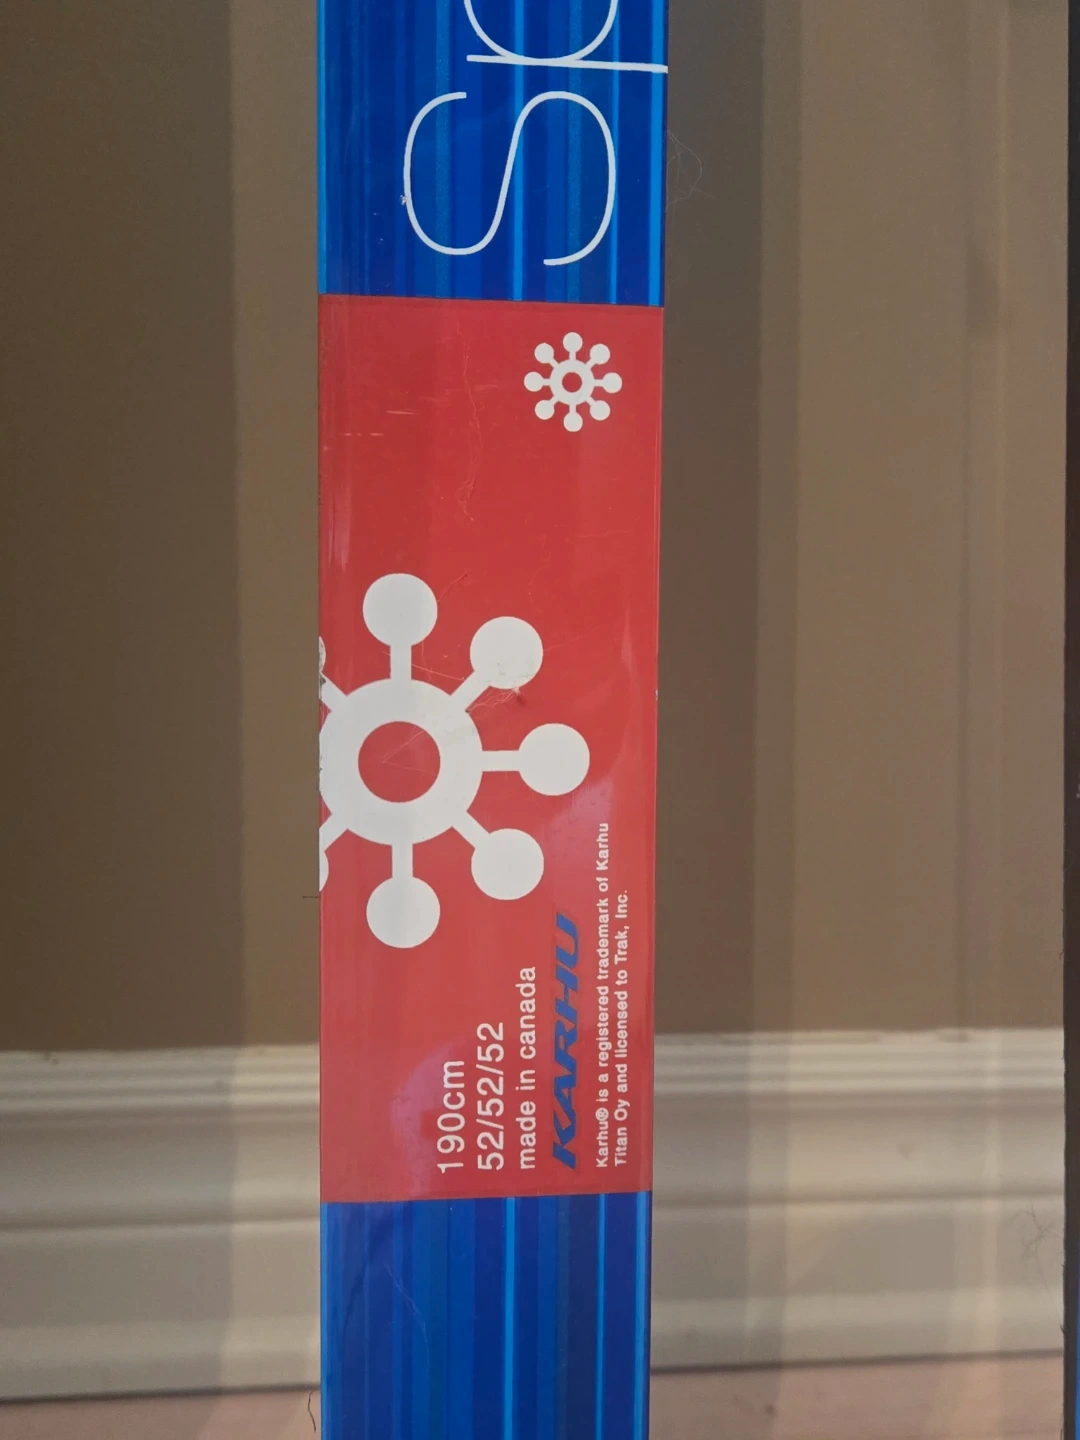 Sp
190cm
52/52/52
made in canada
KARHU
Karhu® is a registered trademark of Karhu
Titan Oy and licensed to Trak, Inc.